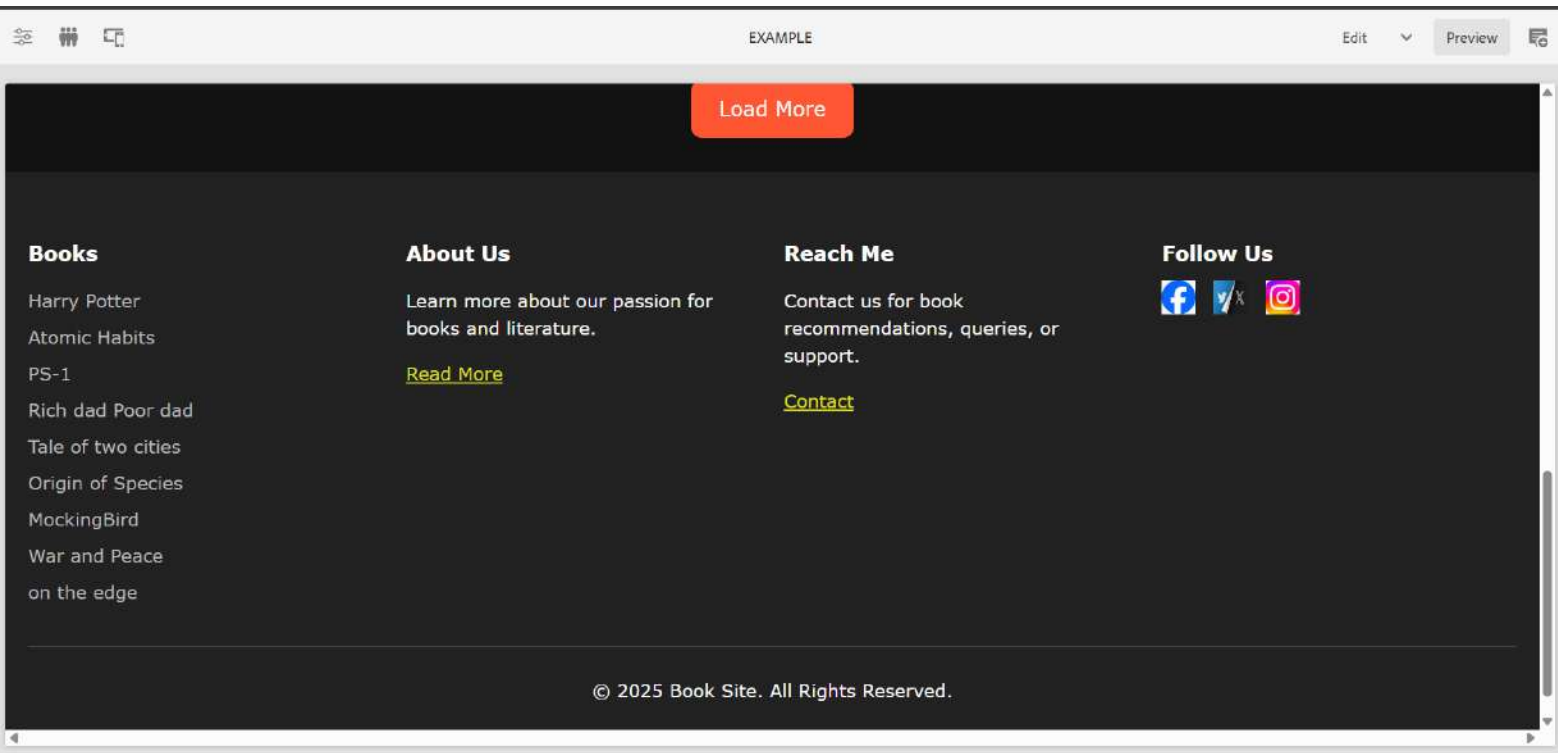 EXAMPLE
Edit
Preview
Load More
Books
Harry Potter
Atomic Habits
PS-1
Rich dad Poor dad
Tale of two cities
Origin of Species
MockingBird
War and Peace
on the edge
About Us
Learn more about our passion for
books and literature.
Read More
Reach Me
Contact us for book
recommendations, queries, or
support.
Contact
Follow Us
X
© 2025 Book Site. All Rights Reserved.